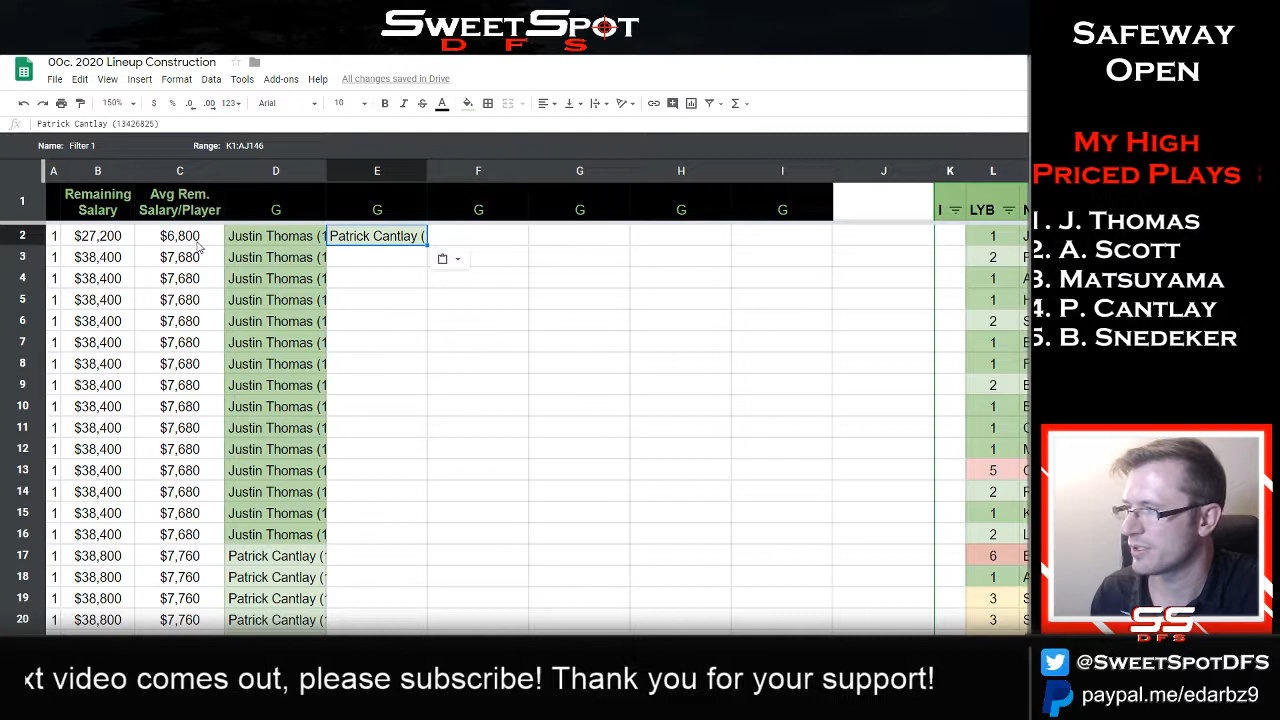 SweetSpot
DFS
00c. 2020 Lineup Construction
File Edit View Insert Format Data Tools Add-ons Help All changes saved in Drive
150% $ % .0 .00 123 Arial 10 B I S A
fx Patrick Cantlay (13426825)
Name: Filter 1 Range: K1:AJ146
A B C D E F G H I J K L
1 Remaining Salary Avg Rem. Salary/Player G G G G G G I LYB
2 1 $27,200 $6,800 Justin Thomas (1 Patrick Cantlay ( 1
3 1 $38,400 $7,680 Justin Thomas (1 2
4 1 $38,400 $7,680 Justin Thomas (1 1
5 1 $38,400 $7,680 Justin Thomas (1 1
6 1 $38,400 $7,680 Justin Thomas (1 2
7 1 $38,400 $7,680 Justin Thomas (1 1
8 1 $38,400 $7,680 Justin Thomas (1 1
9 1 $38,400 $7,680 Justin Thomas (1 2
10 1 $38,400 $7,680 Justin Thomas (1 1
11 1 $38,400 $7,680 Justin Thomas (1 1
12 1 $38,400 $7,680 Justin Thomas (1 1
13 1 $38,400 $7,680 Justin Thomas (1 5
14 1 $38,400 $7,680 Justin Thomas (1 2
15 1 $38,400 $7,680 Justin Thomas (1 1
16 1 $38,400 $7,680 Justin Thomas (1 2
17 1 $38,800 $7,760 Patrick Cantlay ( 6
18 1 $38,800 $7,760 Patrick Cantlay ( 1
19 1 $38,800 $7,760 Patrick Cantlay ( 3
20 1 $38,800 $7,760 Patrick Cantlay ( 3
Safeway
Open
My High
Priced Plays
1. J. Thomas
2. A. Scott
3. Matsuyama
4. P. Cantlay
5. B. Snedeker
SS
DFS
xt video comes out, please subscribe! Thank you for your support!
@SweetSpotDFS
paypal.me/edarbz9